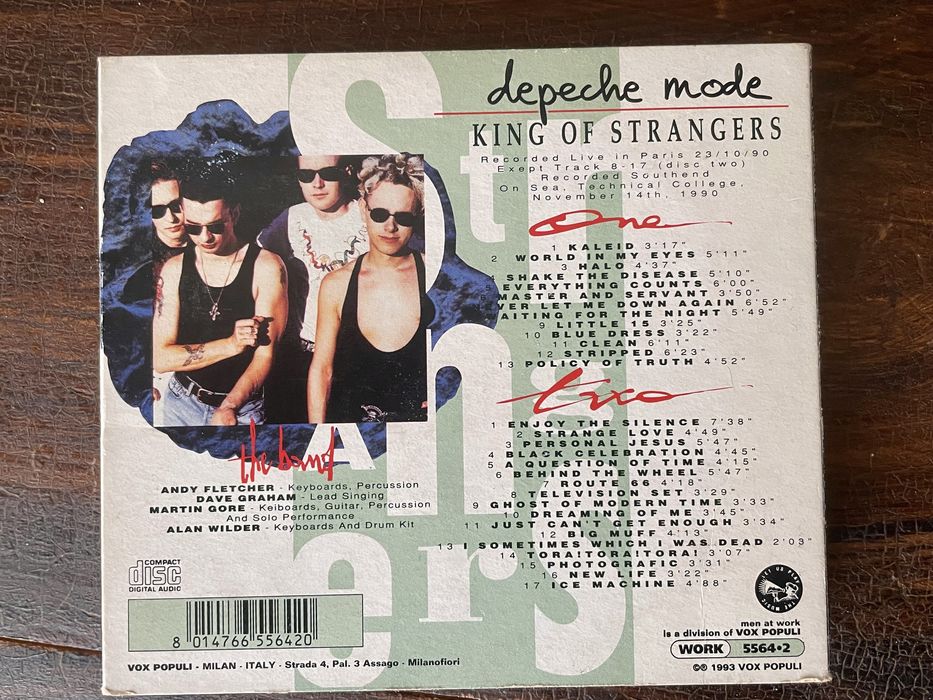 depeche mode
KING OF STRANGERS
Recorded Live in Paris 23/10/90
Exept Track 8-17 (disc two)
Recorded Southend
On Sea, Technical College,
November 14th, 1990
One
1 KALEID 3'17"
2 WORLD IN MY EYES 5'11"
3 HALO 4'37"
4 SHAKE THE DISEASE 5'10"
5 EVERYTHING COUNTS 6'00"
6 MASTER AND SERVANT 3'50"
VER LET ME DOWN AGAIN 6'52"
AITING FOR THE NIGHT 5'49"
9 LITTLE 15 3'25"
10 BLUE DRESS 3'22"
11 CLEAN 6'11"
12 STRIPPED 6'23"
13 POLICY OF TRUTH 4'52"
two
1 ENJOY THE SILENCE 7'38"
2 STRANGE LOVE 4'49"
3 PERSONAL JESUS 5'47"
4 BLACK CELEBRATION 4'45"
5 A QUESTION OF TIME 4'15"
6 BEHIND THE WHEEL 5'47"
ROUTE 66 4'18"
8 TELEVISION SET 3'29"
9 GHOST OF MODERN TIME 3'33"
10 DREAMING OF ME 3'45"
11 JUST CAN'T GET ENOUGH 3'34"
12 BIG MUFF 4'13"
13 I SOMETIMES WHICH I WAS DEAD 2'03"
14 TORA!TORA!TORA! 3'07"
15 PHOTOGRAFIC 3'31"
16 NEW LIFE 3'22"
17 ICE MACHINE 4'88"
the band
ANDY FLETCHER - Keyboards, Percussion
DAVE GRAHAM - Lead Singing
MARTIN GORE - Keiboards, Guitar, Percussion
And Solo Performance
ALAN WILDER - Keyboards And Drum Kit
COMPACT
disc
DIGITAL AUDIO
8 014766 556420
VOX POPULI - MILAN - ITALY - Strada 4, Pal. 3 Assago - Milanofiori
LET US PLAY
THE MUSIC
men at work
is a division of VOX POPULI
WORK 5564•2
©℗ 1993 VOX POPULI
Str
An
ers